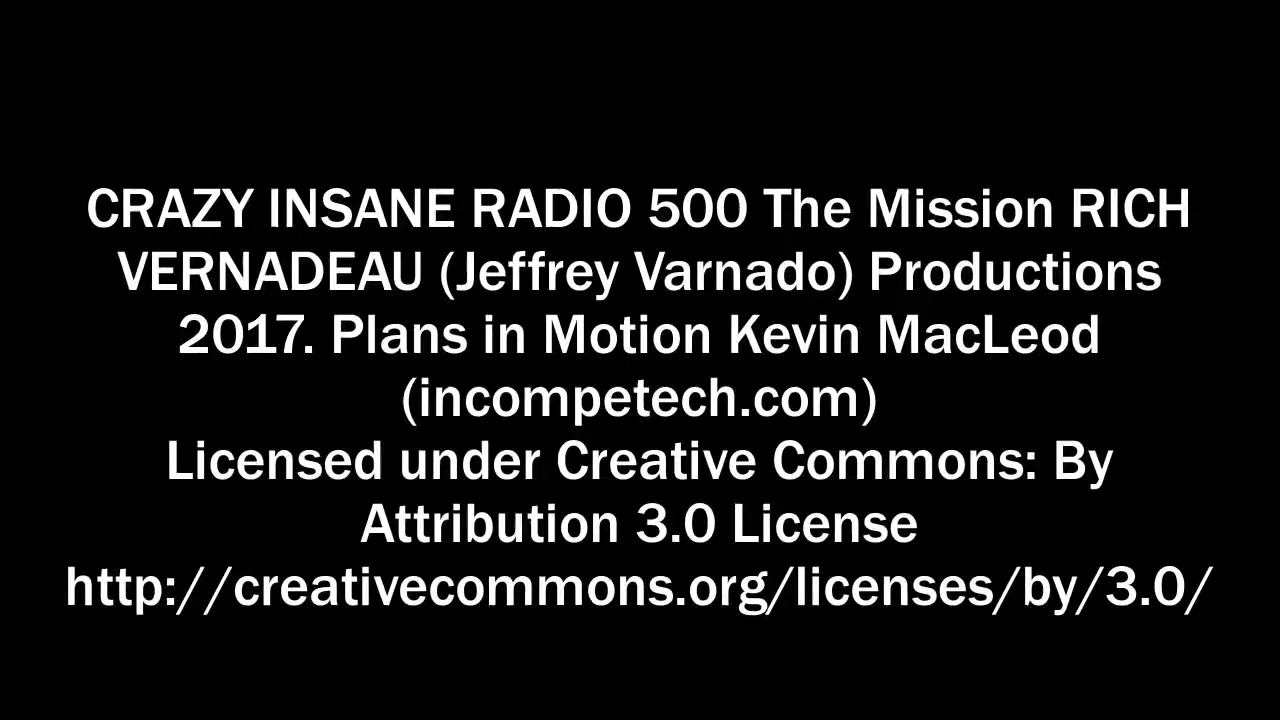 CRAZY INSANE RADIO 500 The Mission RICH
VERNADEAU (Jeffrey Varnado) Productions
2017. Plans in Motion Kevin MacLeod
(incompetech.com)
Licensed under Creative Commons: By
Attribution 3.0 License
http://creativecommons.org/licenses/by/3.0/